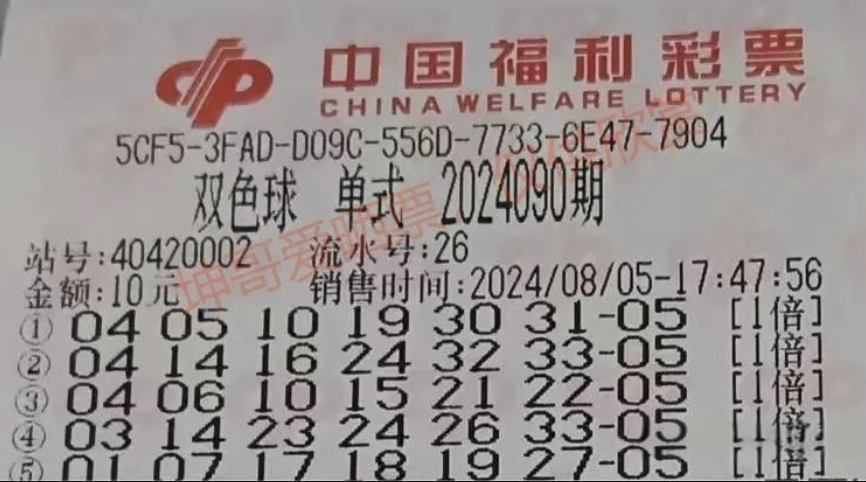 中国福利彩票
CHINA WELFARE LOTTERY
5CF5-3FAD-D09C-556D-7733-6E47-7904
双色球 单式 2024090期
站号:40420002 流水号:26
金额:10元 销售时间:2024/08/05-17:47:56
① 04 05 10 19 30 31-05 [1倍]
② 04 14 16 24 32 33-05 [1倍]
③ 04 06 10 15 21 22-05 [1倍]
④ 03 14 23 24 26 33-05 [1倍]
⑤ 01 07 17 18 19 27-05 [1倍]
坤哥爱购票